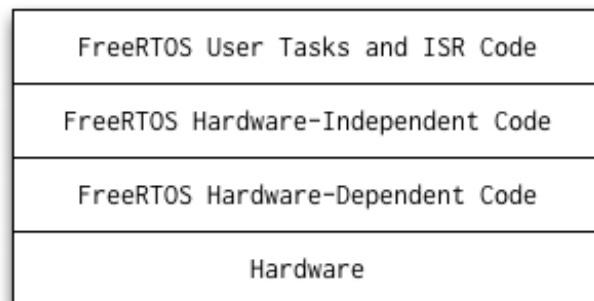 FreeRTOS User Tasks and ISR Code
FreeRTOS Hardware-Independent Code
FreeRTOS Hardware-Dependent Code
Hardware